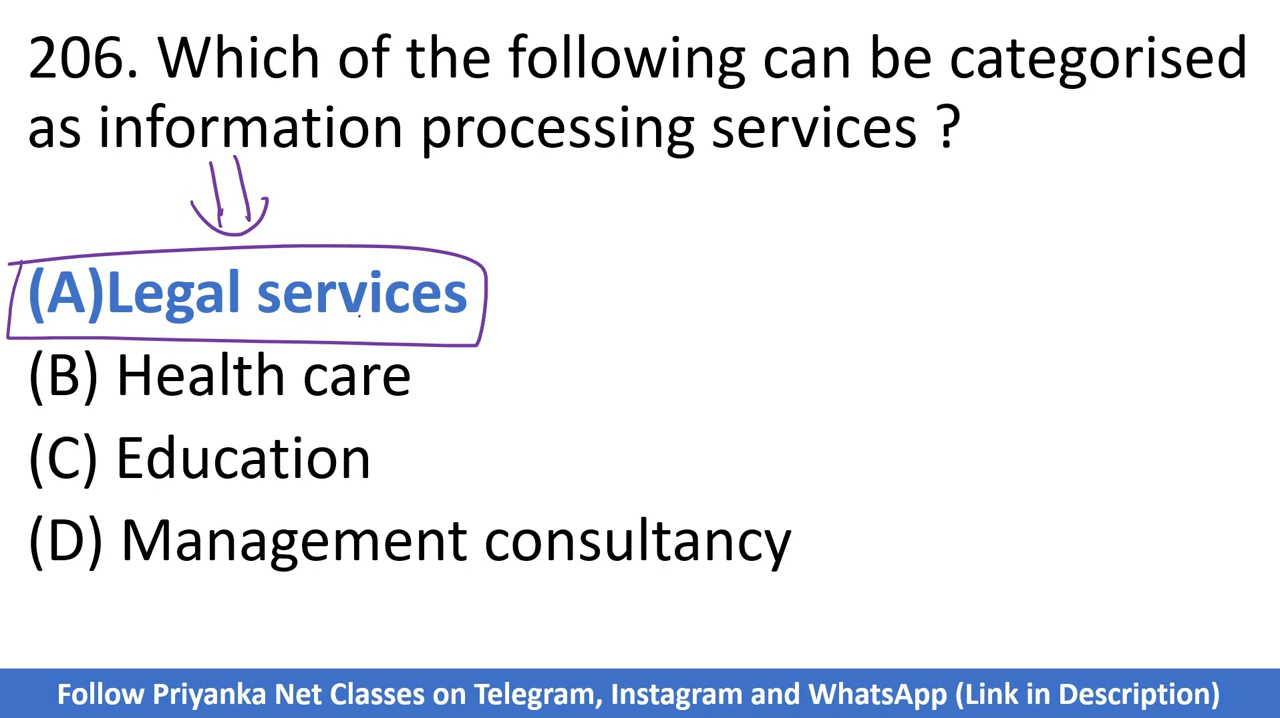 206. Which of the following can be categorised
as information processing services ?
(A)Legal services
(B) Health care
(C) Education
(D) Management consultancy
Follow Priyanka Net Classes on Telegram, Instagram and WhatsApp (Link in Description)